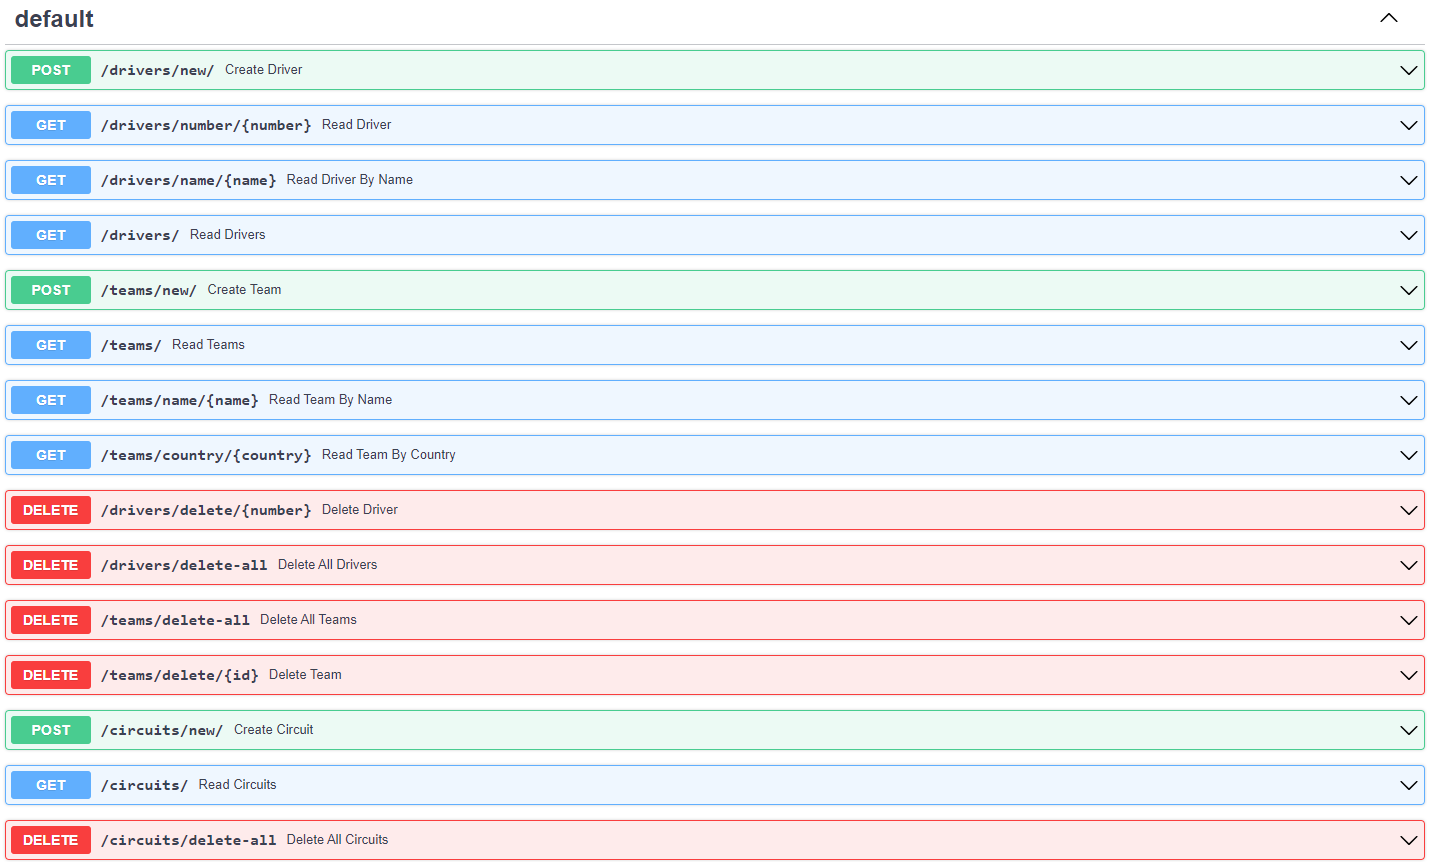 default
POST /drivers/new/ Create Driver
GET /drivers/number/{number} Read Driver
GET /drivers/name/{name} Read Driver By Name
GET /drivers/ Read Drivers
POST /teams/new/ Create Team
GET /teams/ Read Teams
GET /teams/name/{name} Read Team By Name
GET /teams/country/{country} Read Team By Country
DELETE /drivers/delete/{number} Delete Driver
DELETE /drivers/delete-all Delete All Drivers
DELETE /teams/delete-all Delete All Teams
DELETE /teams/delete/{id} Delete Team
POST /circuits/new/ Create Circuit
GET /circuits/ Read Circuits
DELETE /circuits/delete-all Delete All Circuits